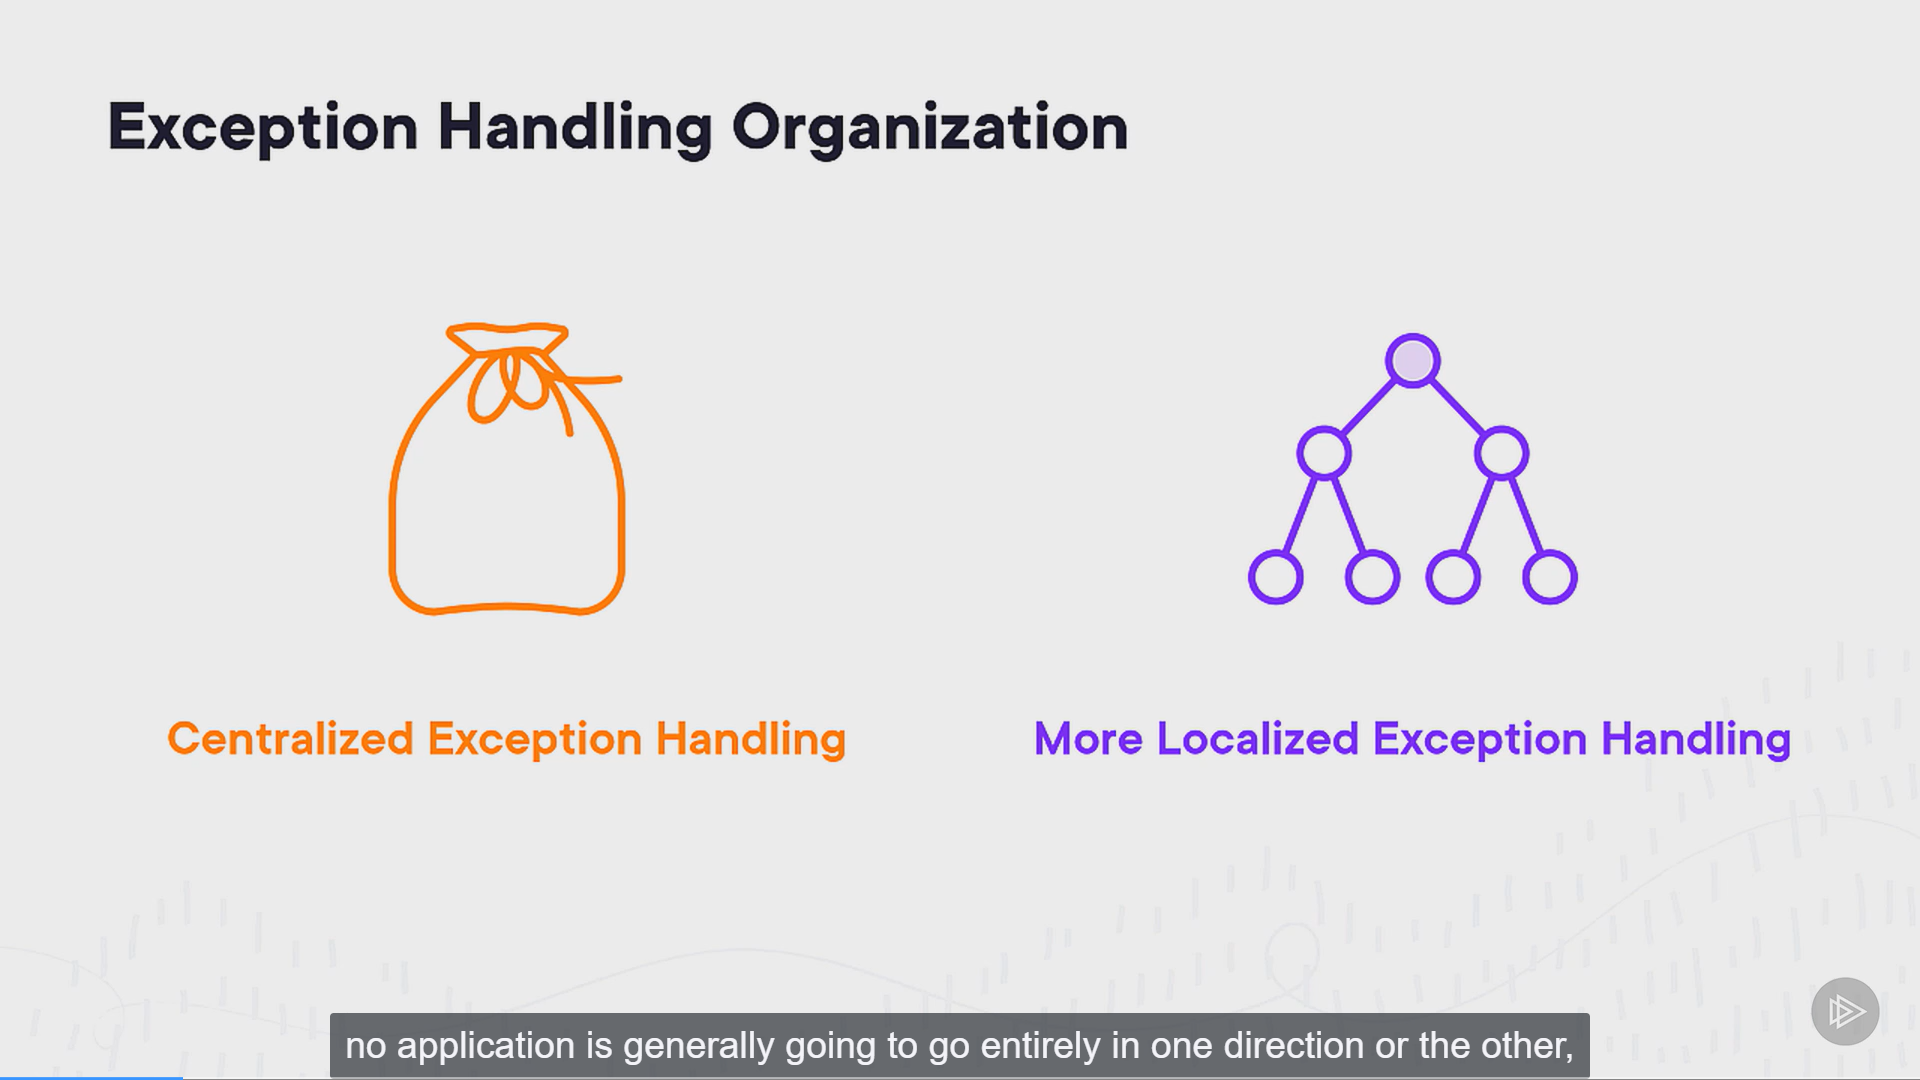 Exception Handling Organization
Centralized Exception Handling
More Localized Exception Handling
no application is generally going to go entirely in one direction or the other,